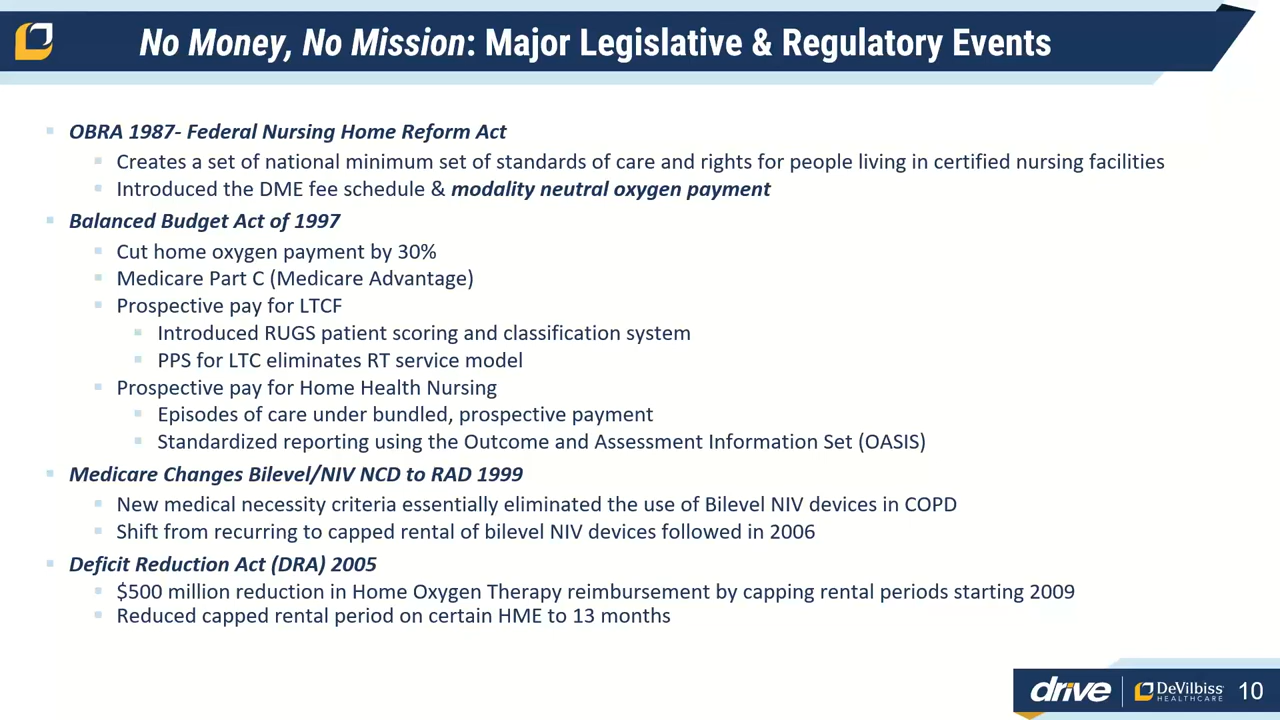 No Money, No Mission: Major Legislative & Regulatory Events
OBRA 1987- Federal Nursing Home Reform Act
Creates a set of national minimum set of standards of care and rights for people living in certified nursing facilities
Introduced the DME fee schedule & modality neutral oxygen payment
Balanced Budget Act of 1997
Cut home oxygen payment by 30%
Medicare Part C (Medicare Advantage)
Prospective pay for LTCF
Introduced RUGS patient scoring and classification system
PPS for LTC eliminates RT service model
Prospective pay for Home Health Nursing
Episodes of care under bundled, prospective payment
Standardized reporting using the Outcome and Assessment Information Set (OASIS)
Medicare Changes Bilevel/NIV NCD to RAD 1999
New medical necessity criteria essentially eliminated the use of Bilevel NIV devices in COPD
Shift from recurring to capped rental of bilevel NIV devices followed in 2006
Deficit Reduction Act (DRA) 2005
$500 million reduction in Home Oxygen Therapy reimbursement by capping rental periods starting 2009
Reduced capped rental period on certain HME to 13 months
drive DeVilbiss 10
HEALTHCARE